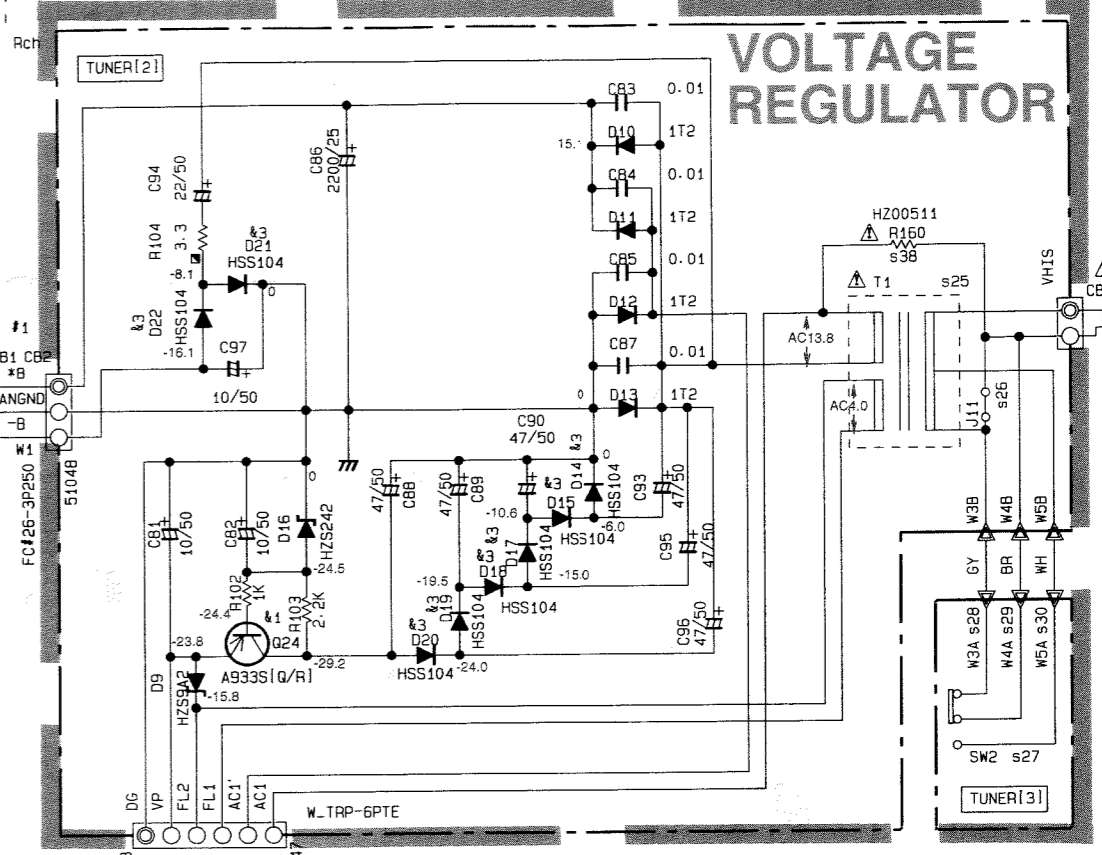 Rch
TUNER[2]
VOLTAGE
REGULATOR
C83 0.01
D10 1T2
15.1
C84 0.01
D11 1T2
C85 0.01
D12 1T2
C87 0.01
D13 1T2
0
C86
2200/25
C94
22/50
R104
3.3
&3
D21
HSS104
-8.1
0
&3
D22
HSS104
-16.1
C97
10/50
HZ00511
R160
s38
T1
s25
AC13.8
AC4.0
VHIS
J11
s26
#1
B1 CB2
*B
ANGND
-B
W1
51048
FC#26-3P250
0
C81
10/50
C82
10/50
D16
HZS242
-24.5
R102
1K
R103
2.2K
-24.4
&1
Q24
A933S[Q/R]
-23.8
-29.2
D9
HZS9A2
-15.8
47/50
C88
47/50
C89
C90
47/50
&3
D14
HSS104
0
&3
D15
HSS104
-10.6
-6.0
&3
D17
HSS104
-15.0
&3
D18
HSS104
-19.5
&3
D19
HSS104
-24.0
&3
D20
HSS104
C93
47/50
C95
47/50
C96
47/50
W3B
W4B
W5B
GY
BR
WH
W3A s28
W4A s29
W5A s30
SW2 s27
TUNER[3]
DG
VP
FL2
FL1
AC1'
AC1
W_TRP-6PTE